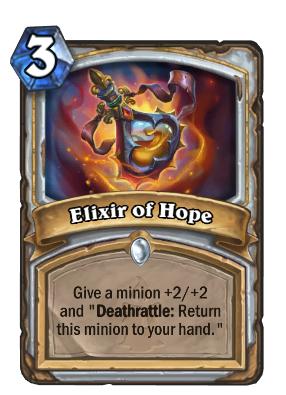 3
Elixir of Hope
Give a minion +2/+2
and "Deathrattle: Return
this minion to your hand."